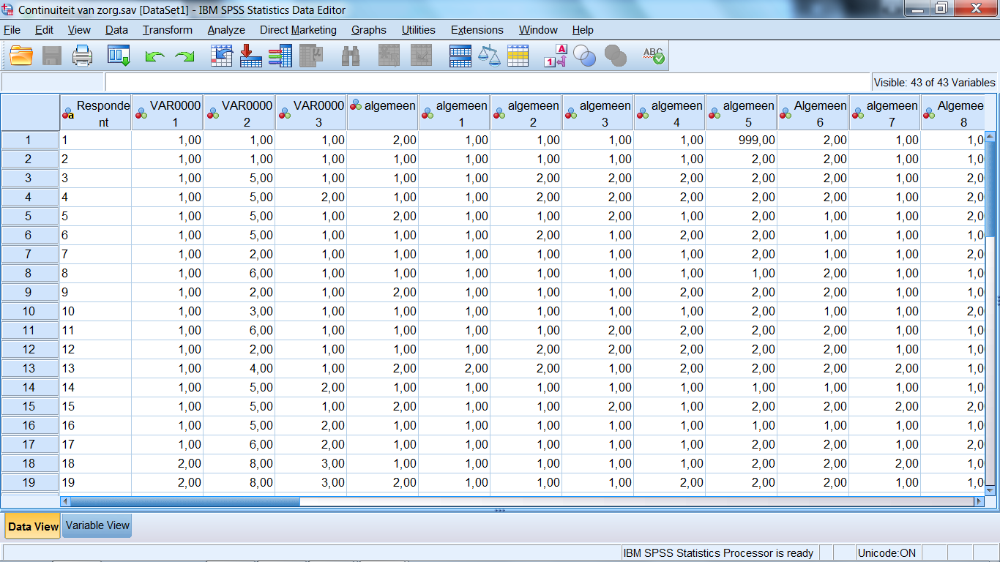 Continuiteit van zorg.sav [DataSet1] - IBM SPSS Statistics Data Editor
File Edit View Data Transform Analyze Direct Marketing Graphs Utilities Extensions Window Help
Visible: 43 of 43 Variables
Responde VAR0000 VAR0000 VAR0000 algemeen algemeen algemeen algemeen algemeen algemeen Algemeen algemeen Algemee
nt 1 2 3 1 2 3 4 5 6 7 8
1 1 1,00 1,00 1,00 2,00 1,00 1,00 1,00 1,00 999,00 2,00 1,00 1,0
2 2 1,00 1,00 1,00 1,00 1,00 1,00 1,00 1,00 2,00 2,00 1,00 1,0
3 3 1,00 5,00 1,00 1,00 1,00 2,00 2,00 2,00 2,00 2,00 1,00 2,0
4 4 1,00 5,00 2,00 1,00 1,00 2,00 2,00 2,00 1,00 2,00 1,00 2,0
5 5 1,00 5,00 1,00 2,00 1,00 1,00 2,00 1,00 2,00 1,00 1,00 2,0
6 6 1,00 5,00 1,00 1,00 1,00 2,00 1,00 2,00 2,00 1,00 1,00 1,0
7 7 1,00 2,00 1,00 1,00 1,00 1,00 1,00 1,00 2,00 1,00 1,00 2,0
8 8 1,00 6,00 1,00 1,00 1,00 1,00 1,00 1,00 1,00 2,00 1,00 1,0
9 9 1,00 2,00 1,00 2,00 1,00 1,00 1,00 2,00 2,00 2,00 1,00 1,0
10 10 1,00 3,00 1,00 1,00 1,00 1,00 1,00 1,00 2,00 1,00 1,00 2,0
11 11 1,00 6,00 1,00 1,00 1,00 1,00 2,00 2,00 2,00 2,00 1,00 1,0
12 12 1,00 2,00 1,00 1,00 1,00 2,00 2,00 1,00 2,00 2,00 1,00 1,0
13 13 1,00 4,00 1,00 2,00 2,00 2,00 1,00 2,00 2,00 2,00 2,00 1,0
14 14 1,00 5,00 2,00 1,00 1,00 1,00 1,00 1,00 1,00 1,00 1,00 1,0
15 15 1,00 5,00 1,00 2,00 1,00 1,00 2,00 1,00 2,00 2,00 2,00 2,0
16 16 1,00 5,00 2,00 1,00 1,00 1,00 1,00 1,00 1,00 1,00 1,00 1,0
17 17 1,00 6,00 2,00 1,00 1,00 1,00 1,00 1,00 2,00 1,00 1,00 2,0
18 18 2,00 8,00 3,00 1,00 1,00 1,00 1,00 1,00 2,00 2,00 2,00 1,0
19 19 2,00 8,00 3,00 2,00 1,00 1,00 1,00 2,00 2,00 2,00 1,00 1,0
Data View Variable View
IBM SPSS Statistics Processor is ready Unicode:ON